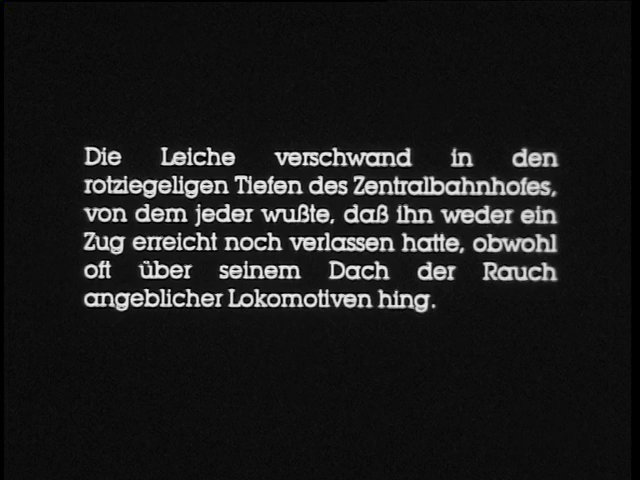 Die Leiche verschwand in den
rotziegeligen Tiefen des Zentralbahnhofes,
von dem jeder wußte, daß ihn weder ein
Zug erreicht noch verlassen hatte, obwohl
oft über seinem Dach der Rauch
angeblicher Lokomotiven hing.